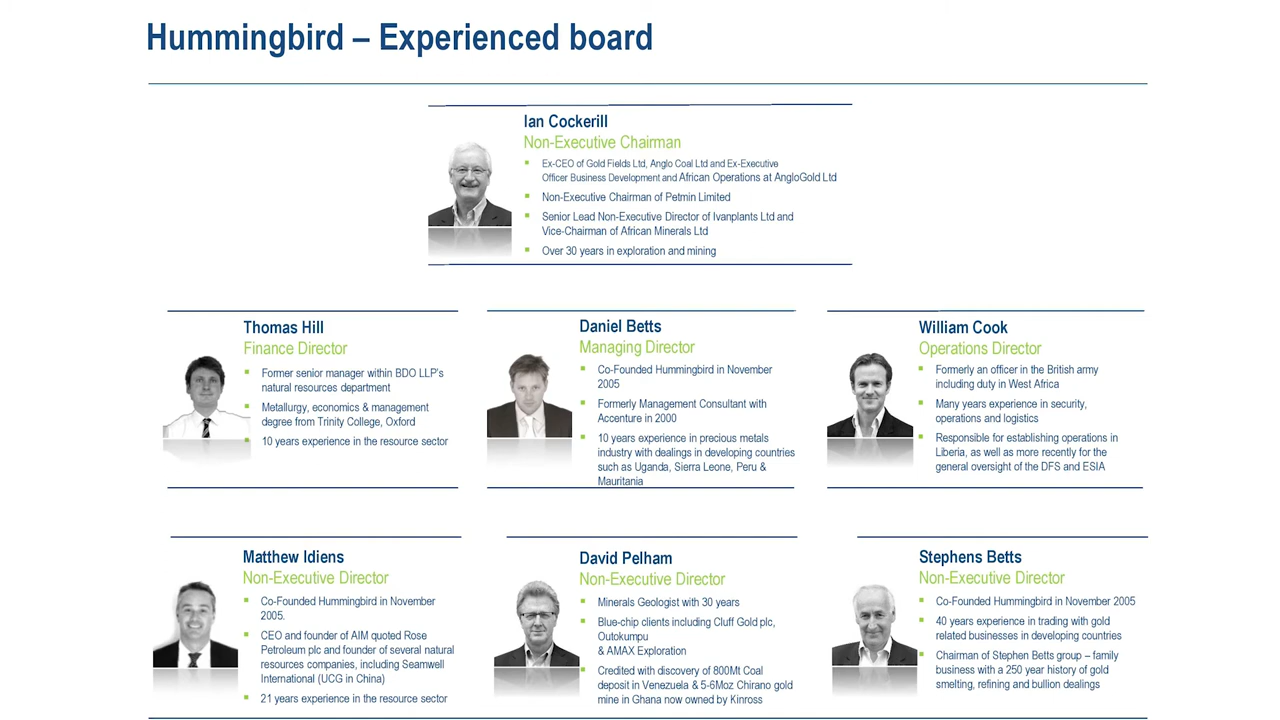 Hummingbird – Experienced board
Ian Cockerill
Non-Executive Chairman
Ex-CEO of Gold Fields Ltd, Anglo Coal Ltd and Ex-Executive
Officer Business Development and African Operations at AngloGold Ltd
Non-Executive Chairman of Petmin Limited
Senior Lead Non-Executive Director of Ivanplants Ltd and
Vice-Chairman of African Minerals Ltd
Over 30 years in exploration and mining
Thomas Hill
Finance Director
Former senior manager within BDO LLP's
natural resources department
Metallurgy, economics & management
degree from Trinity College, Oxford
10 years experience in the resource sector
Daniel Betts
Managing Director
Co-Founded Hummingbird in November
2005
Formerly Management Consultant with
Accenture in 2000
10 years experience in precious metals
industry with dealings in developing countries
such as Uganda, Sierra Leone, Peru &
Mauritania
William Cook
Operations Director
Formerly an officer in the British army
including duty in West Africa
Many years experience in security,
operations and logistics
Responsible for establishing operations in
Liberia, as well as more recently for the
general oversight of the DFS and ESIA
Matthew Idiens
Non-Executive Director
Co-Founded Hummingbird in November
2005.
CEO and founder of AIM quoted Rose
Petroleum plc and founder of several natural
resources companies, including Seamwell
International (UCG in China)
21 years experience in the resource sector
David Pelham
Non-Executive Director
Minerals Geologist with 30 years
Blue-chip clients including Cluff Gold plc,
Outokumpu
& AMAX Exploration
Credited with discovery of 800Mt Coal
deposit in Venezuela & 5-6Moz Chirano gold
mine in Ghana now owned by Kinross
Stephens Betts
Non-Executive Director
Co-Founded Hummingbird in November 2005
40 years experience in trading with gold
related businesses in developing countries
Chairman of Stephen Betts group – family
business with a 250 year history of gold
smelting, refining and bullion dealings